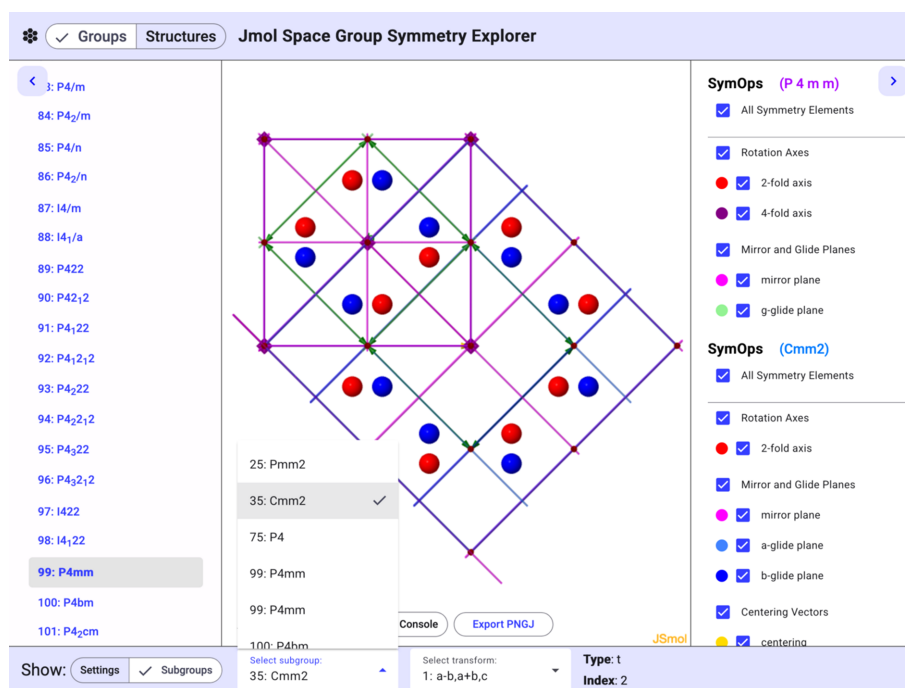 Groups Structures Jmol Space Group Symmetry Explorer
3: P4/m
84: P4₂/m
85: P4/n
86: P4₂/n
87: I4/m
88: I4₁/a
89: P422
90: P42₁2
91: P4₁22
92: P4₁2₁2
93: P4₂22
94: P4₂2₁2
95: P4₃22
96: P4₃2₁2
97: I422
98: I4₁22
99: P4mm
100: P4bm
101: P4₂cm
25: Pmm2
35: Cmm2
75: P4
99: P4mm
99: P4mm
100: P4bm
Console Export PNGJ
JSmol
SymOps (P 4 m m)
All Symmetry Elements
Rotation Axes
2-fold axis
4-fold axis
Mirror and Glide Planes
mirror plane
g-glide plane
SymOps (Cmm2)
All Symmetry Elements
Rotation Axes
2-fold axis
Mirror and Glide Planes
mirror plane
a-glide plane
b-glide plane
Centering Vectors
centering
Show: Settings Subgroups
Select subgroup:
35: Cmm2
Select transform:
1: a-b,a+b,c
Type: t
Index: 2